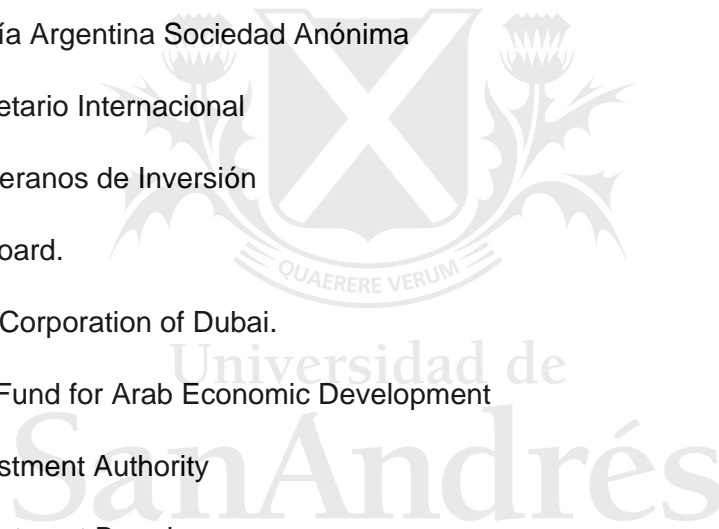 ía Argentina Sociedad Anónima
etario Internacional
eranos de Inversión
oard.
QUAERERE VERUM
Corporation of Dubai.
Universidad de
Fund for Arab Economic Development
SanAndrés
stment Authority